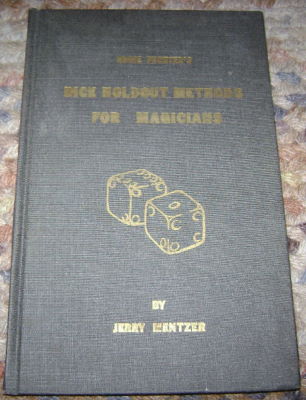 DICE HOLDOUT METHODS
FOR MAGICIANS
BY
JERRY MENTZER